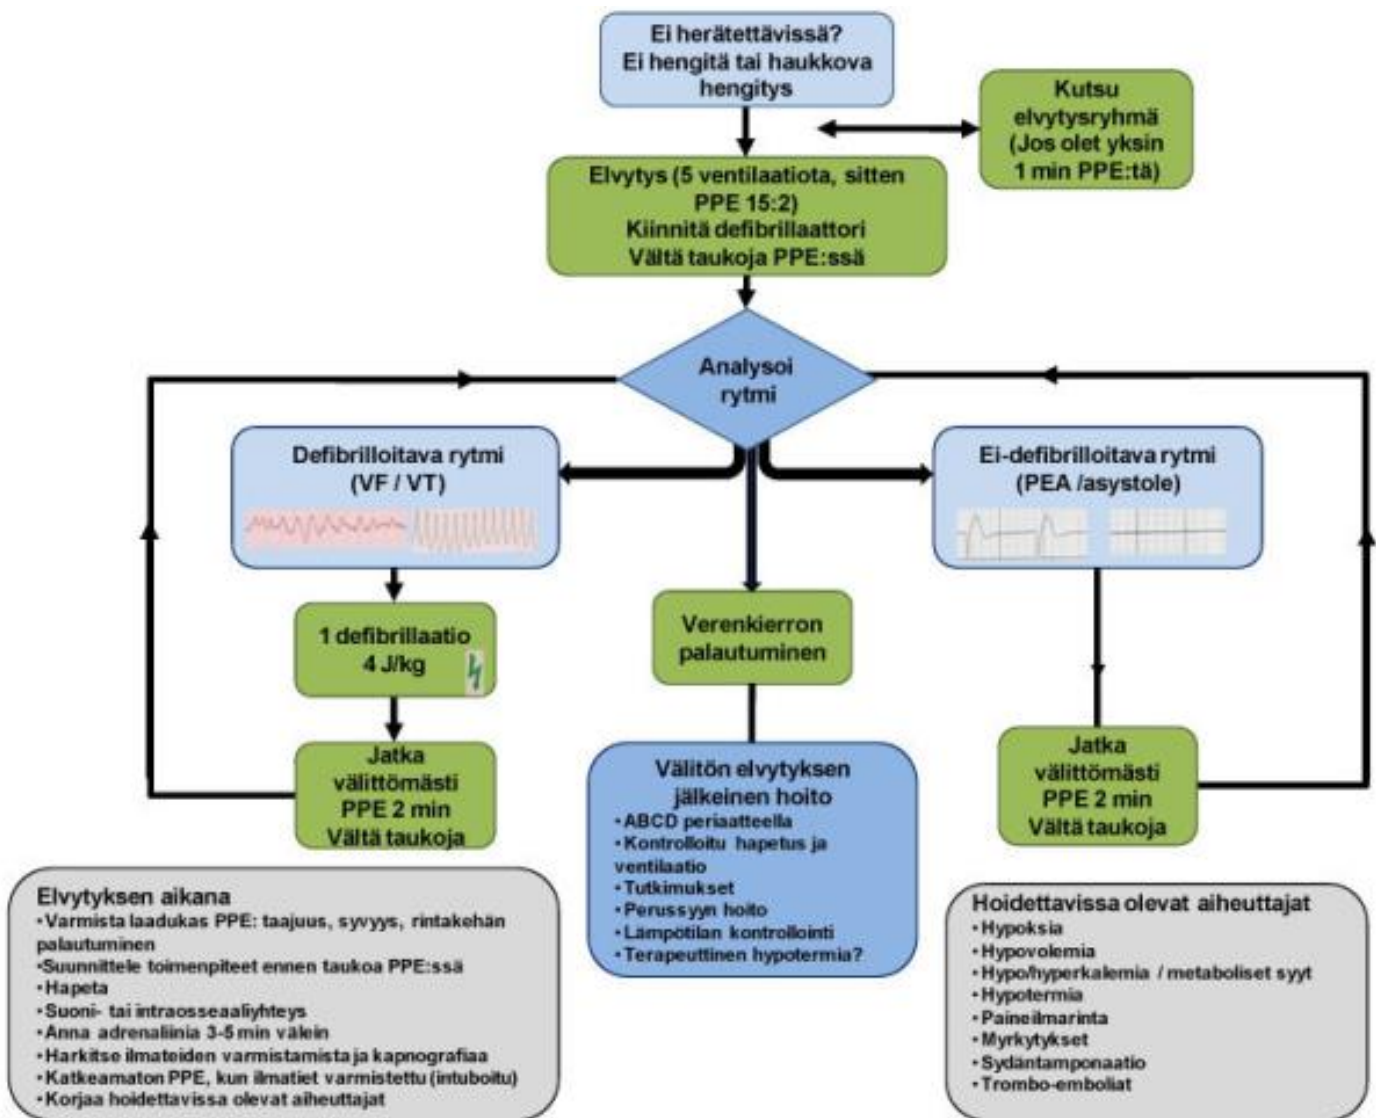 Ei herätettävissä?
Ei hengitä tai haukkova
hengitys
Kutsu
elvytysryhmä
(Jos olet yksin
1 min PPE:tä)
Elvytys (5 ventilaatiota, sitten
PPE 15:2)
Kiinnitä defibrillaattori
Vältä taukoja PPE:ssä
Analysoi
rytmi
Defibrilloitava rytmi
(VF / VT)
Ei-defibrilloitava rytmi
(PEA /asystole)
1 defibrillaatio
4 J/kg
Verenkierron
palautuminen
Jatka
välittömästi
PPE 2 min
Vältä taukoja
Välitön elvytyksen
jälkeinen hoito
•ABCD periaatteella
•Kontrolloitu hapetus ja
ventilaatio
•Tutkimukset
•Perussyyn hoito
•Lämpötilan kontrollointi
•Terapeuttinen hypotermia?
Jatka
välittömästi
PPE 2 min
Vältä taukoja
Elvytyksen aikana
•Varmista laadukas PPE: taajuus, syvyys, rintakehän
palautuminen
•Suunnittele toimenpiteet ennen taukoa PPE:ssä
•Hapeta
•Suoni- tai intraosseaaliyhteys
•Anna adrenaliinia 3-5 min välein
•Harkitse ilmateiden varmistamista ja kapnografiaa
•Katkeamaton PPE, kun ilmatiet varmistettu (intuboitu)
•Korjaa hoidettavissa olevat aiheuttajat
Hoidettavissa olevat aiheuttajat
•Hypoksia
•Hypovolemia
•Hypo/hyperkalemia / metaboliset syyt
•Hypotermia
•Paineilmarinta
•Myrkytykset
•Sydäntamponaatio
•Trombo-emboliat